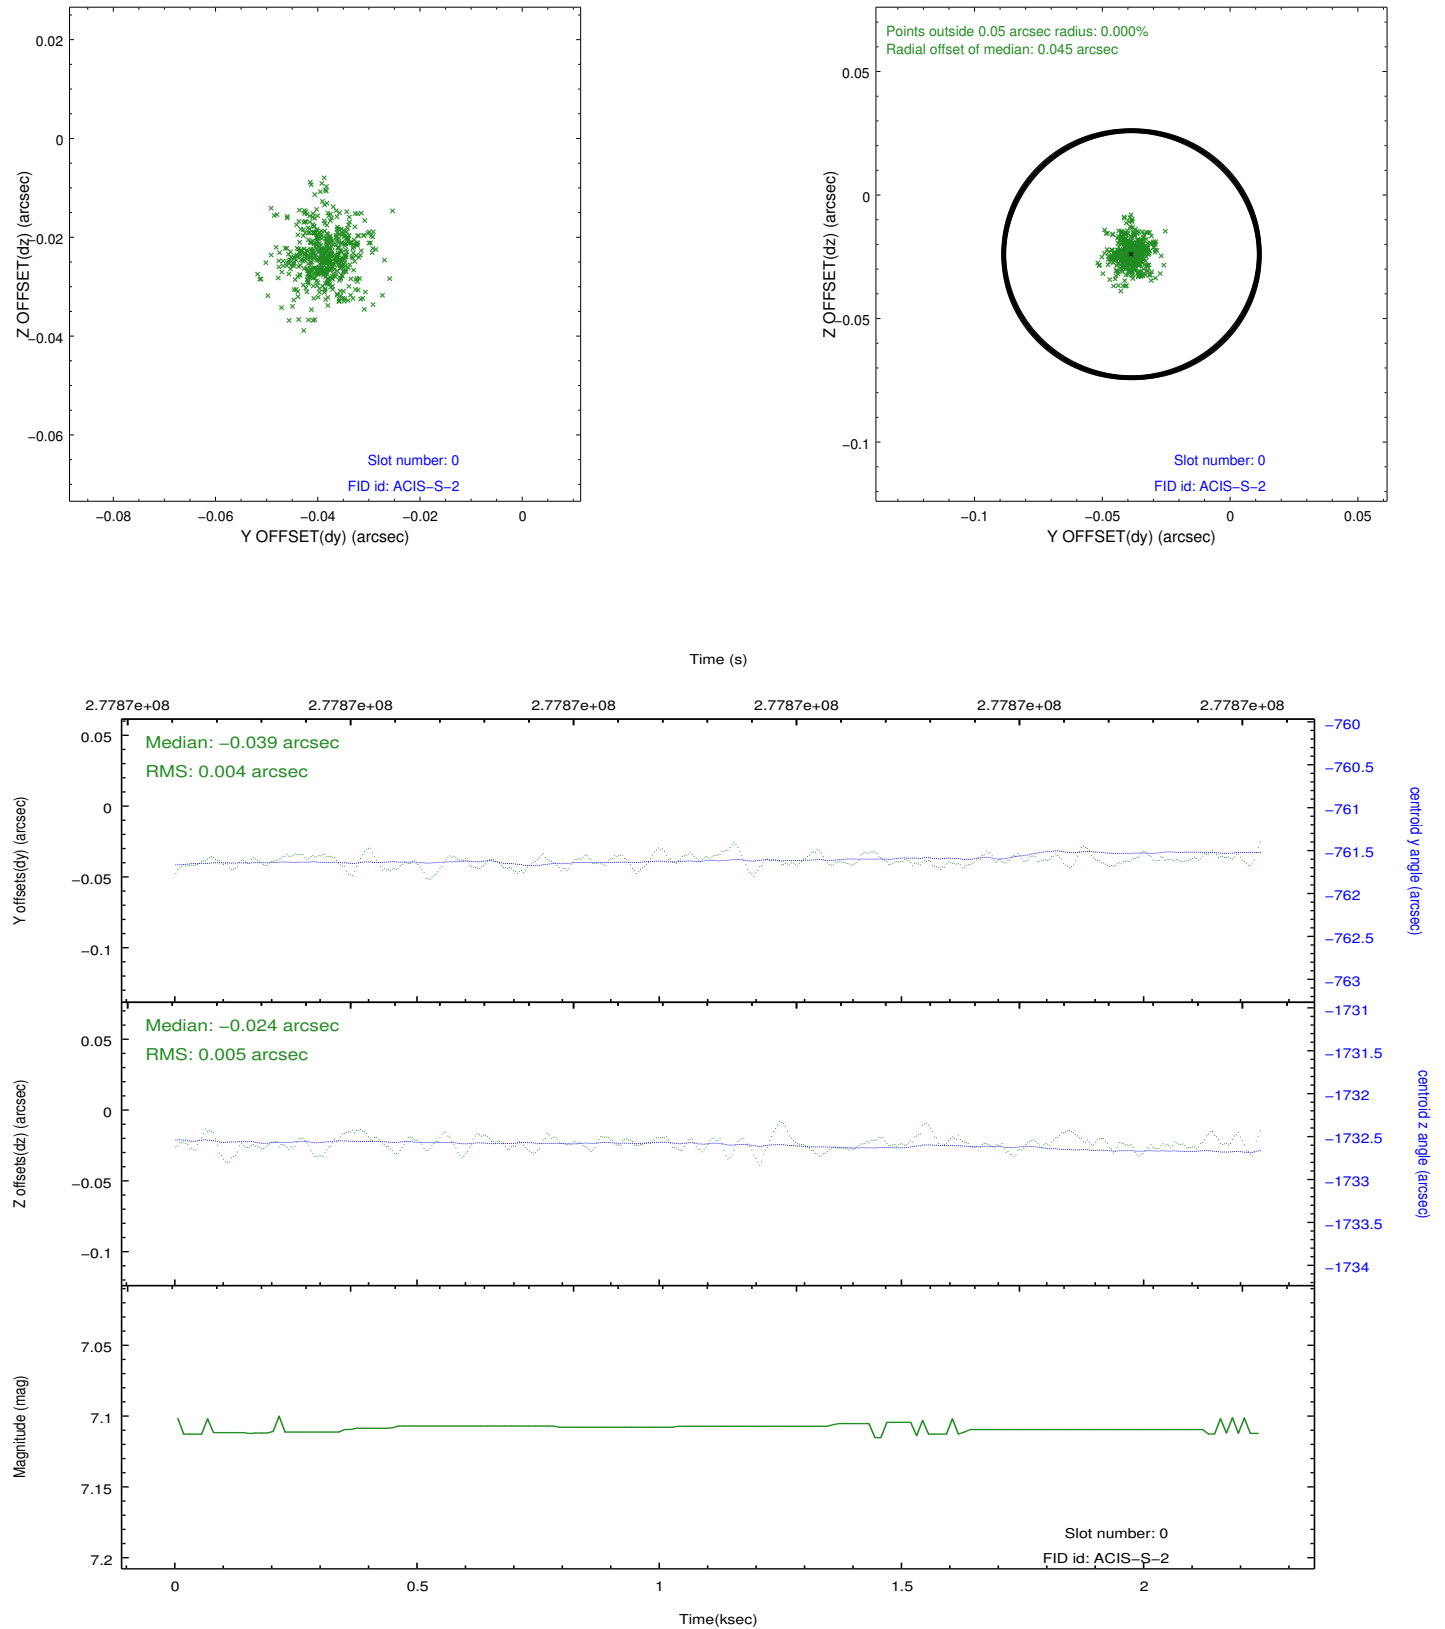 0.02
0
−0.02
−0.04
−0.06
Z OFFSET(dz) (arcsec)
Slot number: 0
FID id: ACIS−S−2
−0.08
−0.06
−0.04
−0.02
0
Y OFFSET(dy) (arcsec)
Points outside 0.05 arcsec radius: 0.000%
Radial offset of median: 0.045 arcsec
0.05
0
−0.05
−0.1
Z OFFSET(dz) (arcsec)
Slot number: 0
FID id: ACIS−S−2
−0.1
−0.05
0
0.05
Y OFFSET(dy) (arcsec)
Time (s)
2.7787e+08
2.7787e+08
2.7787e+08
2.7787e+08
2.7787e+08
2.7787e+08
Median: −0.039 arcsec
RMS: 0.004 arcsec
0.05
0
−0.05
−0.1
Y offsets(dy) (arcsec)
−760
−760.5
−761
−761.5
−762
−762.5
−763
centroid y angle (arcsec)
Median: −0.024 arcsec
RMS: 0.005 arcsec
0.05
0
−0.05
−0.1
Z offsets(dz) (arcsec)
−1731
−1731.5
−1732
−1732.5
−1733
−1733.5
−1734
centroid z angle (arcsec)
7.05
7.1
7.15
7.2
Magnitude (mag)
Slot number: 0
FID id: ACIS−S−2
0
0.5
1
1.5
2
Time(ksec)